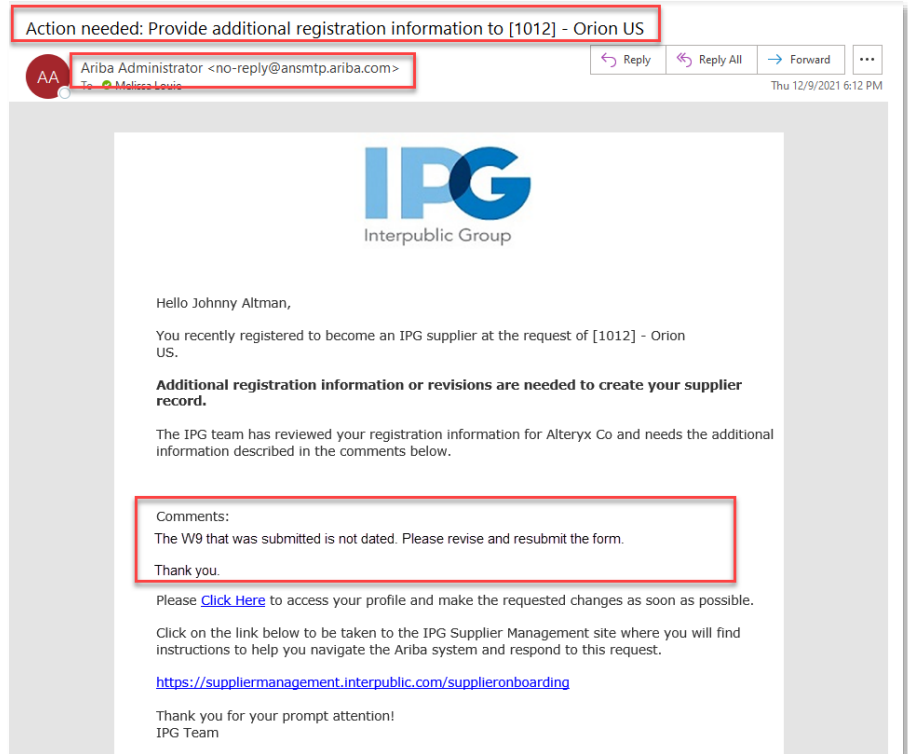 Action needed: Provide additional registration information to [1012] - Orion US
AA
Ariba Administrator <no-reply@ansmtp.ariba.com>
To Melissa Louie
Reply
Reply All
Forward
...
Thu 12/9/2021 6:12 PM
IPG
Interpublic Group
Hello Johnny Altman,
You recently registered to become an IPG supplier at the request of [1012] - Orion
US.
Additional registration information or revisions are needed to create your supplier
record.
The IPG team has reviewed your registration information for Alteryx Co and needs the additional
information described in the comments below.
Comments:
The W9 that was submitted is not dated. Please revise and resubmit the form.
Thank you.
Please Click Here to access your profile and make the requested changes as soon as possible.
Click on the link below to be taken to the IPG Supplier Management site where you will find
instructions to help you navigate the Ariba system and respond to this request.
https://suppliermanagement.interpublic.com/supplieronboarding
Thank you for your prompt attention!
IPG Team